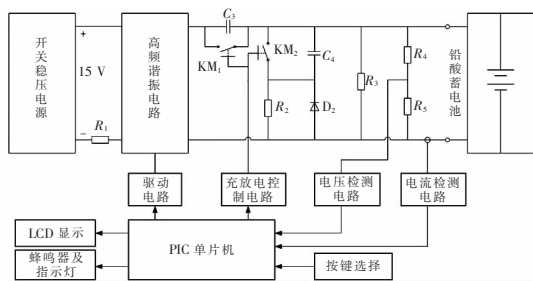 开关稳压电源
+
15 V
−
R₁
高频谐振电路
C₃
KM₁
KM₂
C₄
R₂
D₂
R₃
R₄
R₅
铅酸蓄电池
驱动电路
充放电控制电路
电压检测电路
电流检测电路
LCD 显示
蜂鸣器及指示灯
PIC 单片机
按键选择